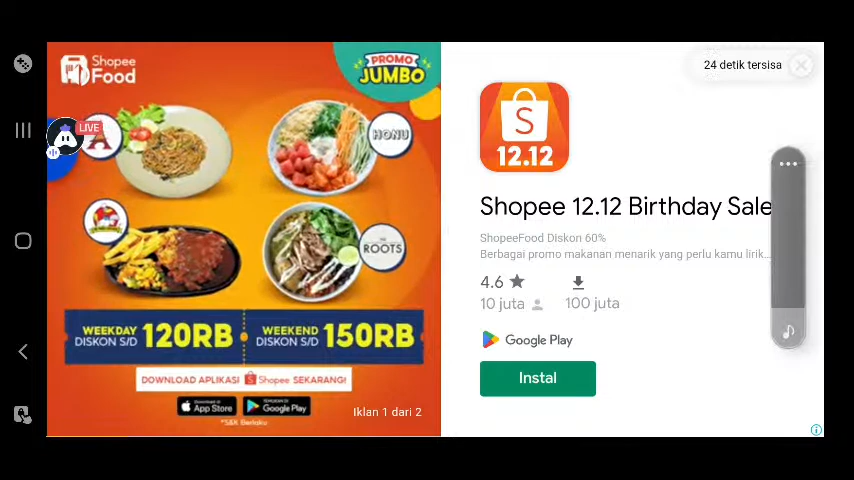 Shopee
Food
PROMO
JUMBO
LIVE
HONU
ROOTS
WEEKDAY
DISKON S/D 120RB
WEEKEND
DISKON S/D 150RB
DOWNLOAD APLIKASI Shopee SEKARANG!
App Store
Google Play
*S&K Berlaku
Iklan 1 dari 2
24 detik tersisa
S
12.12
Shopee 12.12 Birthday Sale
ShopeeFood Diskon 60%
Berbagai promo makanan menarik yang perlu kamu lirik...
4.6
10 juta
100 juta
Google Play
Instal